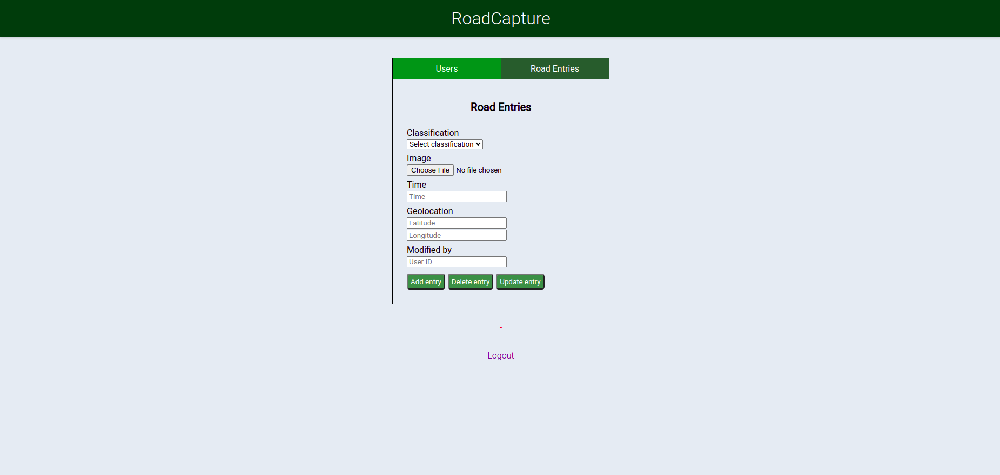 RoadCapture
Users Road Entries
Road Entries
Classification
Select classification
Image
Choose File No file chosen
Time
Time
Geolocation
Latitude
Longitude
Modified by
User ID
Add entry Delete entry Update entry
-
Logout